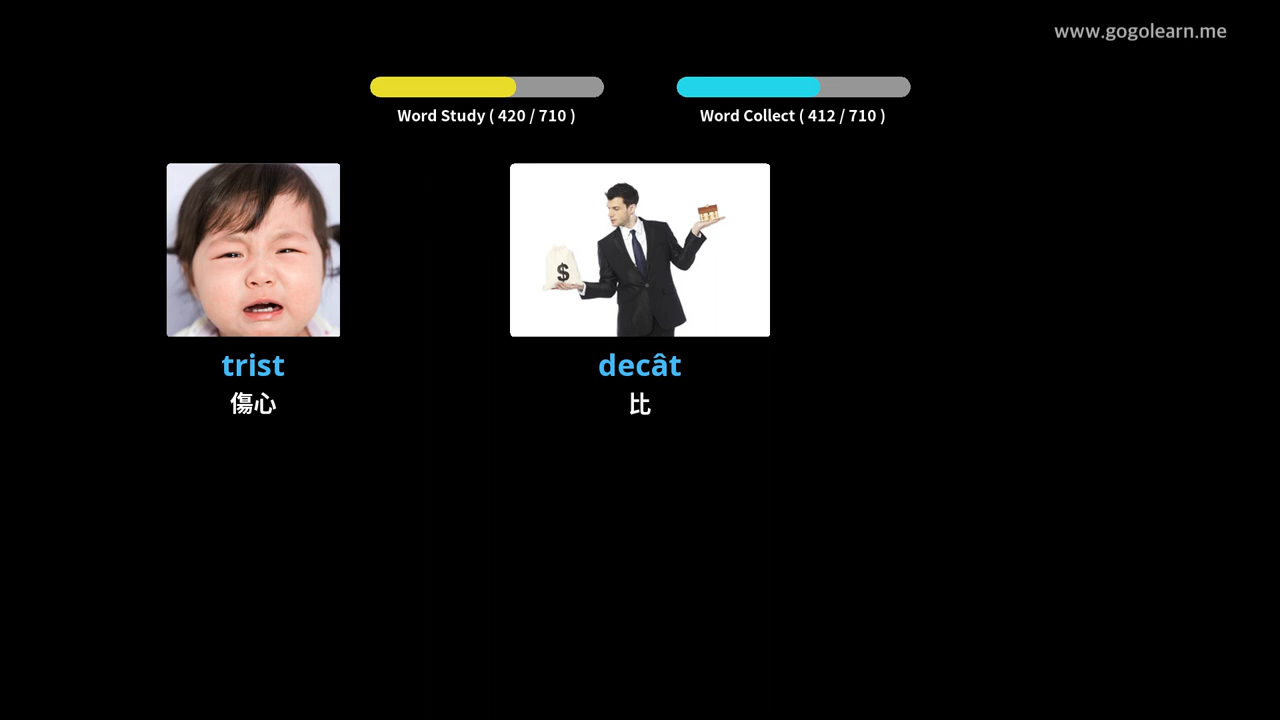 www.gogolearn.me
Word Study ( 420 / 710 )
Word Collect ( 412 / 710 )
$
trist
傷心
decât
比